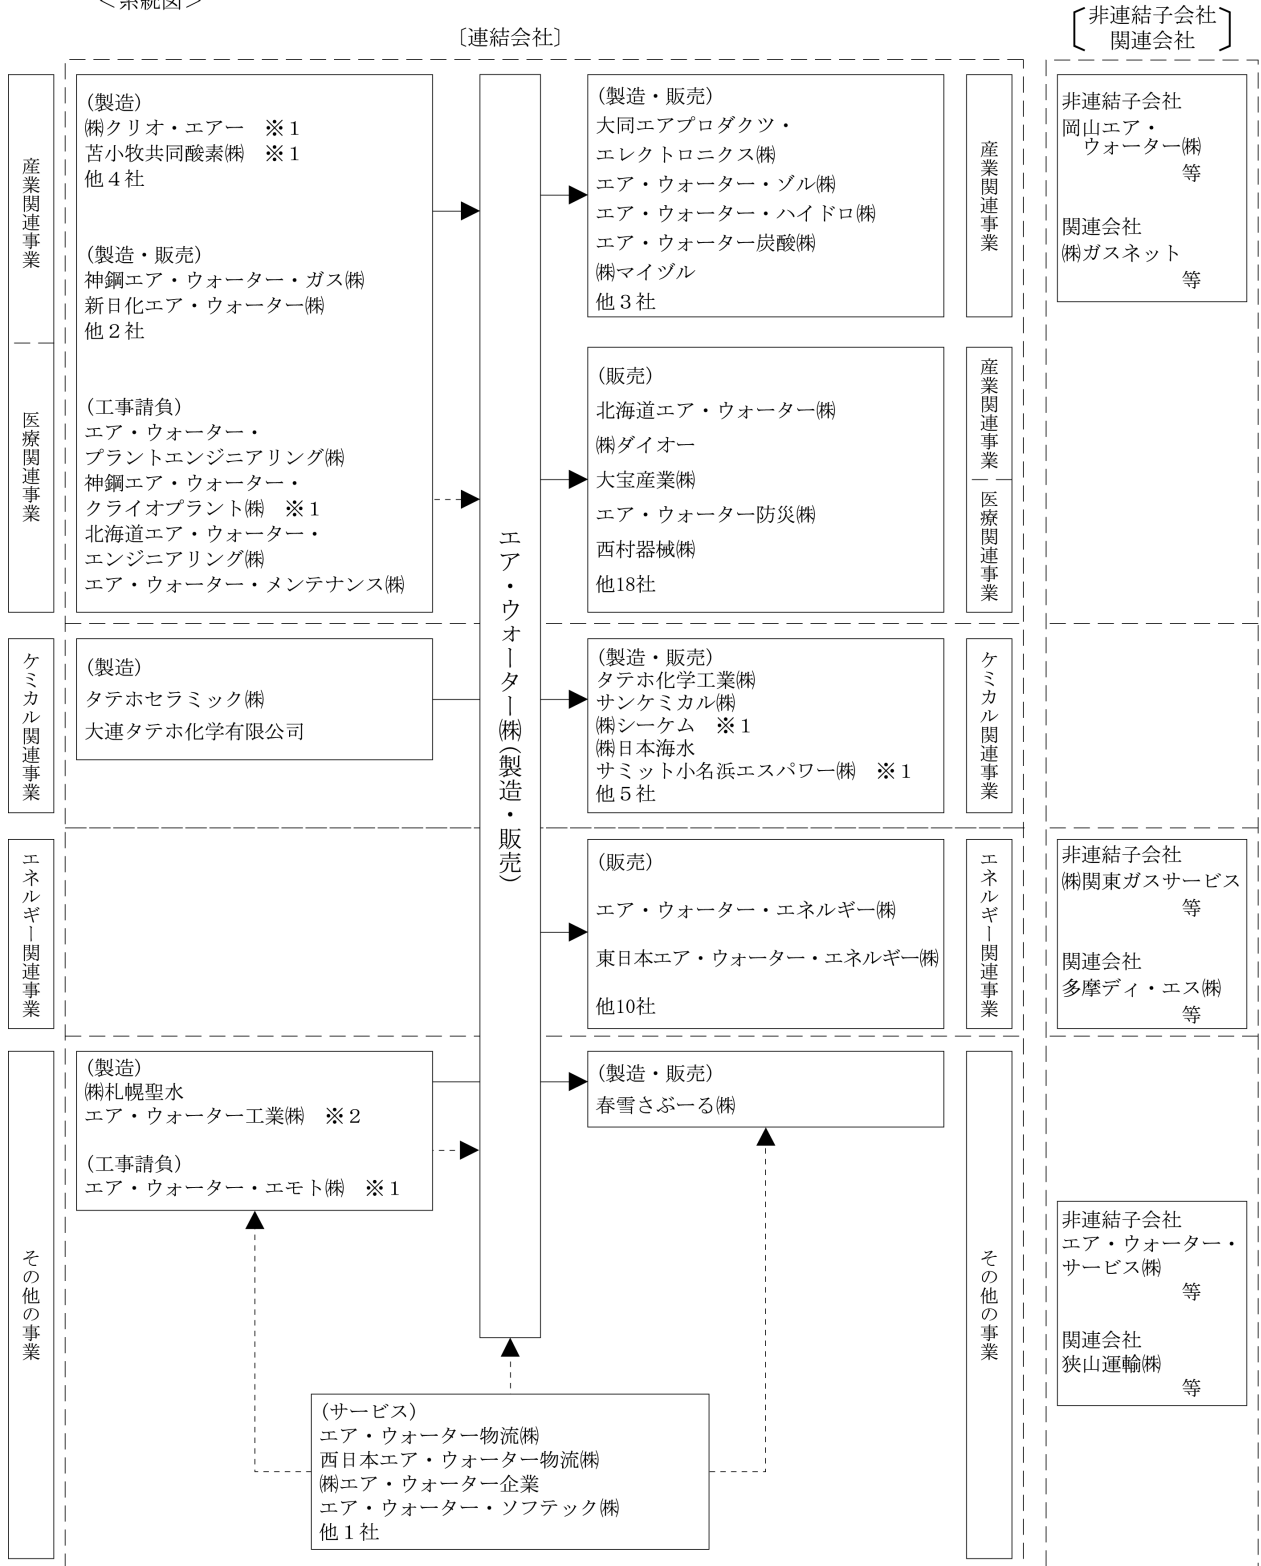 ＜系統図＞
〔連結会社〕
非連結子会社
関連会社
産業関連事業
医療関連事業
(製造)
㈱クリオ・エアー　※１
苫小牧共同酸素㈱　※１
他４社
(製造・販売)
神鋼エア・ウォーター・ガス㈱
新日化エア・ウォーター㈱
他２社
(工事請負)
エア・ウォーター・
プラントエンジニアリング㈱
神鋼エア・ウォーター・
クライオプラント㈱　※１
北海道エア・ウォーター・
エンジニアリング㈱
エア・ウォーター・メンテナンス㈱
エア・ウォーター㈱(製造・販売)
(製造・販売)
大同エアプロダクツ・
エレクトロニクス㈱
エア・ウォーター・ゾル㈱
エア・ウォーター・ハイドロ㈱
エア・ウォーター炭酸㈱
㈱マイヅル
他３社
産業関連事業
(販売)
北海道エア・ウォーター㈱
㈱ダイオー
大宝産業㈱
エア・ウォーター防災㈱
西村器械㈱
他18社
産業関連事業
医療関連事業
非連結子会社
岡山エア・
ウォーター㈱
等
関連会社
㈱ガスネット
等
ケミカル関連事業
(製造)
タテホセラミック㈱
大連タテホ化学有限公司
(製造・販売)
タテホ化学工業㈱
サンケミカル㈱
㈱シーケム　※１
㈱日本海水
サミット小名浜エスパワー㈱　※１
他５社
ケミカル関連事業
エネルギー関連事業
(販売)
エア・ウォーター・エネルギー㈱
東日本エア・ウォーター・エネルギー㈱
他10社
エネルギー関連事業
非連結子会社
㈱関東ガスサービス
等
関連会社
多摩ディ・エス㈱
等
その他の事業
(製造)
㈱札幌聖水
エア・ウォーター工業㈱　※２
(工事請負)
エア・ウォーター・エモト㈱　※１
(製造・販売)
春雪さぶーる㈱
その他の事業
(サービス)
エア・ウォーター物流㈱
西日本エア・ウォーター物流㈱
㈱エア・ウォーター企業
エア・ウォーター・ソフテック㈱
他１社
非連結子会社
エア・ウォーター・
サービス㈱
等
関連会社
狭山運輸㈱
等